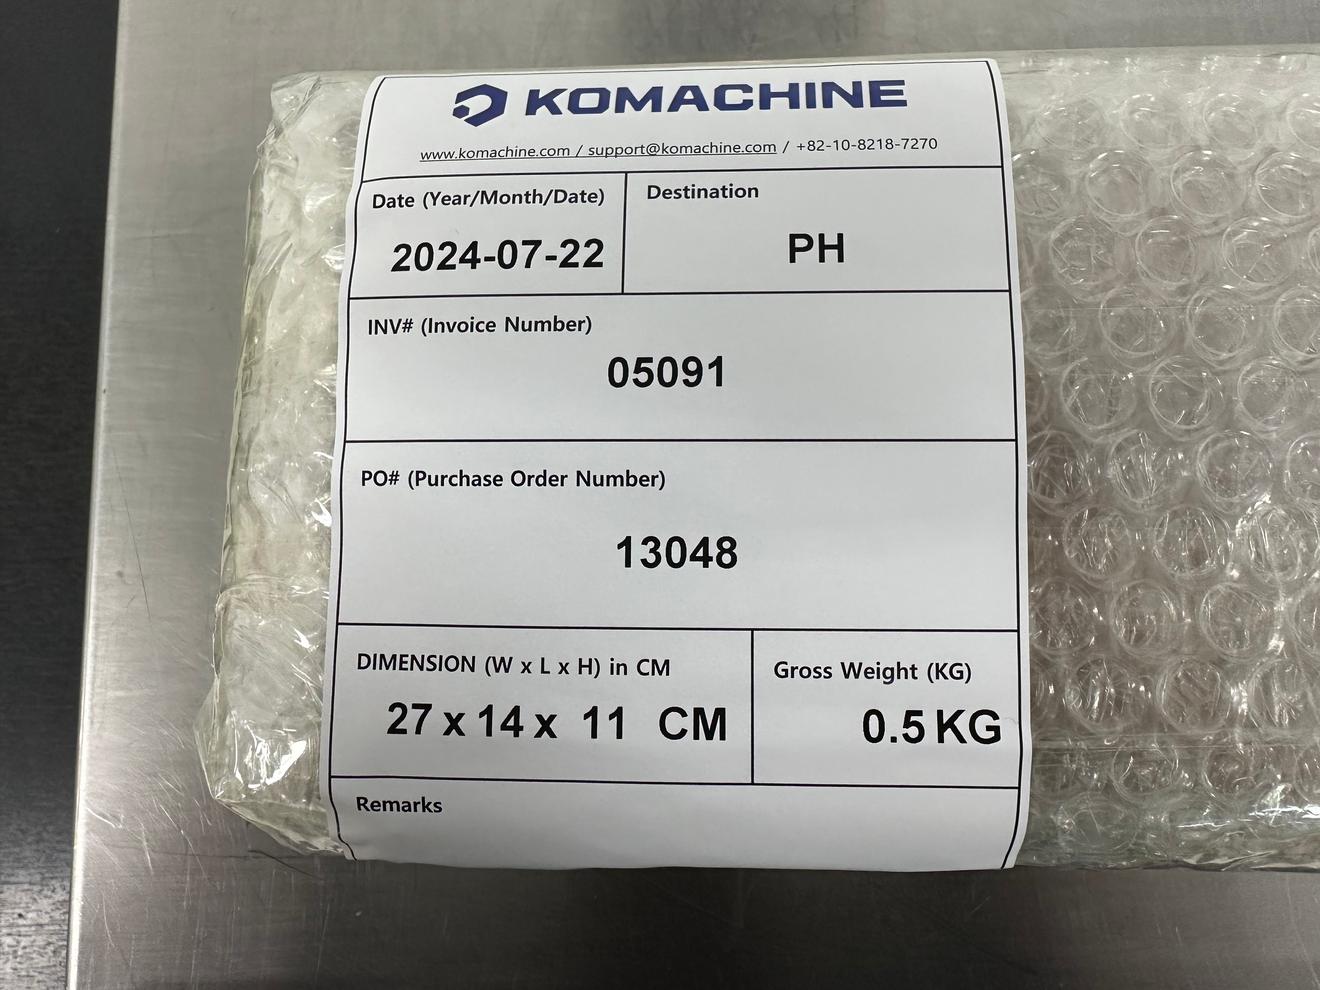 KOMACHINE
www.komachine.com / support@komachine.com / +82-10-8218-7270
Date (Year/Month/Date)
2024-07-22
Destination
PH
INV# (Invoice Number)
05091
PO# (Purchase Order Number)
13048
DIMENSION (W x L x H) in CM
27 x 14 x 11 CM
Gross Weight (KG)
0.5 KG
Remarks